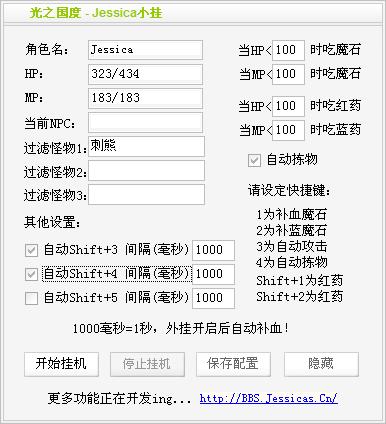 光之国度 - Jessica小挂
角色名： Jessica
HP： 323/434
MP： 183/183
当前NPC：
过滤怪物1： 刺熊
过滤怪物2：
过滤怪物3：
当HP< 100 时吃魔石
当MP< 100 时吃魔石
当HP< 100 时吃红药
当MP< 100 时吃蓝药
自动拣物
请设定快捷键：
1为补血魔石
2为补蓝魔石
3为自动攻击
4为自动拣物
Shift+1为红药
Shift+2为红药
其他设置：
自动Shift+3 间隔(毫秒) 1000
自动Shift+4 间隔(毫秒) 1000
自动Shift+5 间隔(毫秒) 1000
1000毫秒=1秒，外挂开启后自动补血！
开始挂机 停止挂机 保存配置 隐藏
更多功能正在开发ing... http://BBS.Jessicas.Cn/